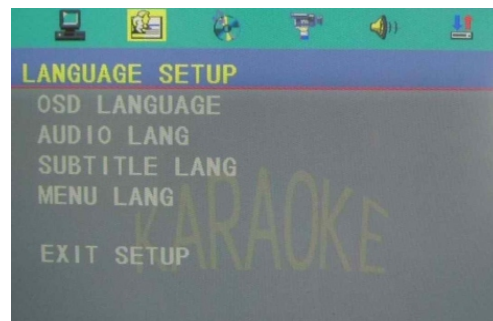 LANGUAGE SETUP
OSD LANGUAGE
AUDIO LANG
SUBTITLE LANG
MENU LANG
KARAOKE
EXIT SETUP